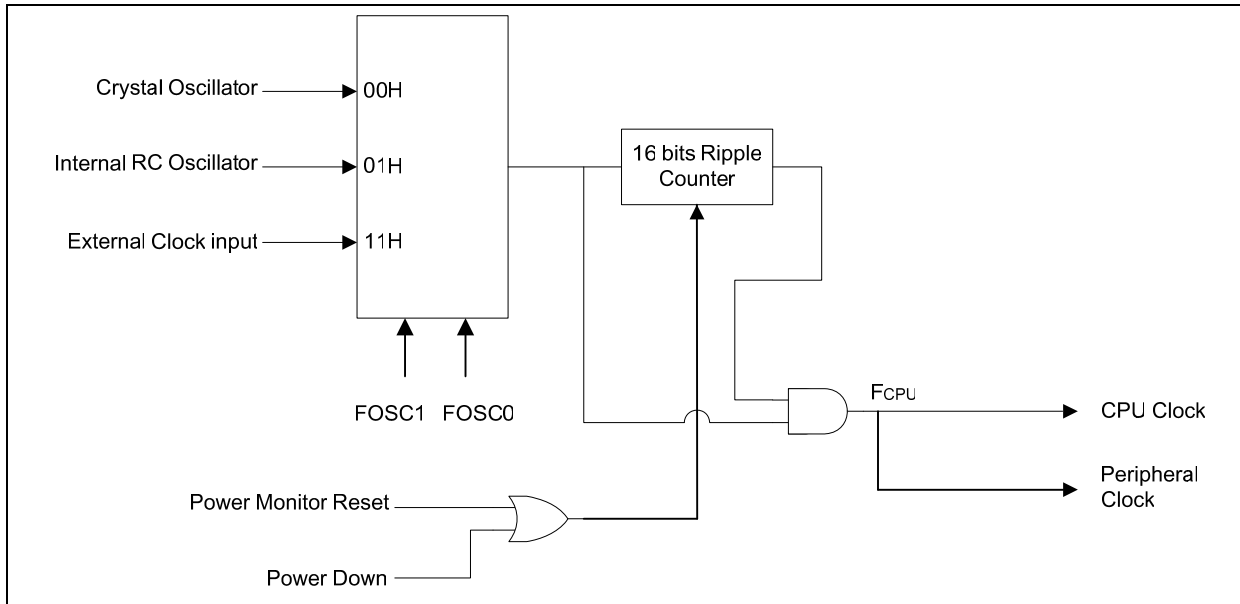 Crystal Oscillator
00H
Internal RC Oscillator
01H
External Clock input
11H
16 bits Ripple
Counter
FOSC1
FOSC0
FCPU
CPU Clock
Peripheral
Clock
Power Monitor Reset
Power Down